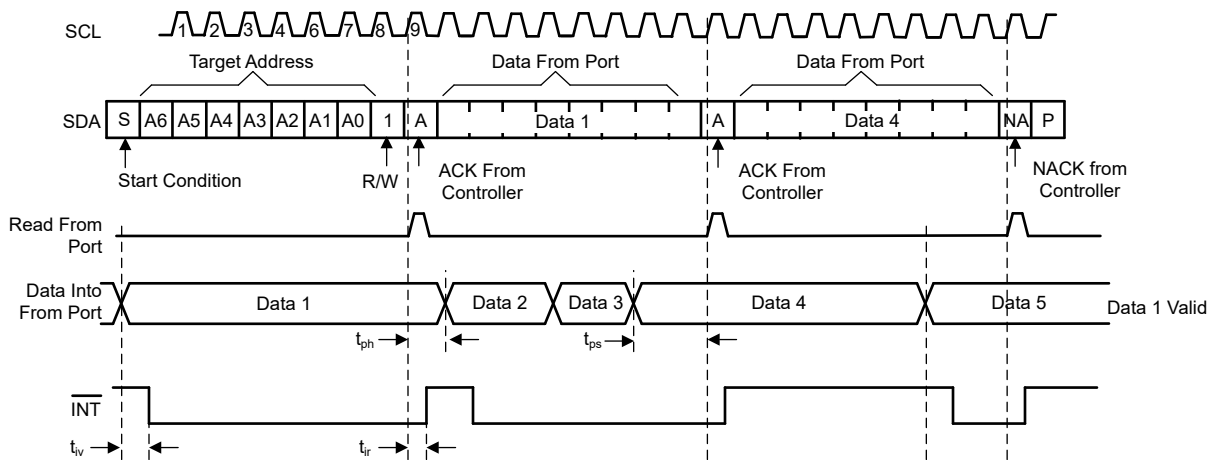 SCL 1 2 3 4 6 7 8 9
Target Address Data From Port Data From Port
SDA S A6 A5 A4 A3 A2 A1 A0 1 A Data 1 A Data 4 NA P
Start Condition R/W ACK From Controller ACK From Controller NACK from Controller
Read From
Port
Data Into
From Port
Data 1 Data 2 Data 3 Data 4 Data 5 Data 1 Valid
tph tps
INT
tiv tir